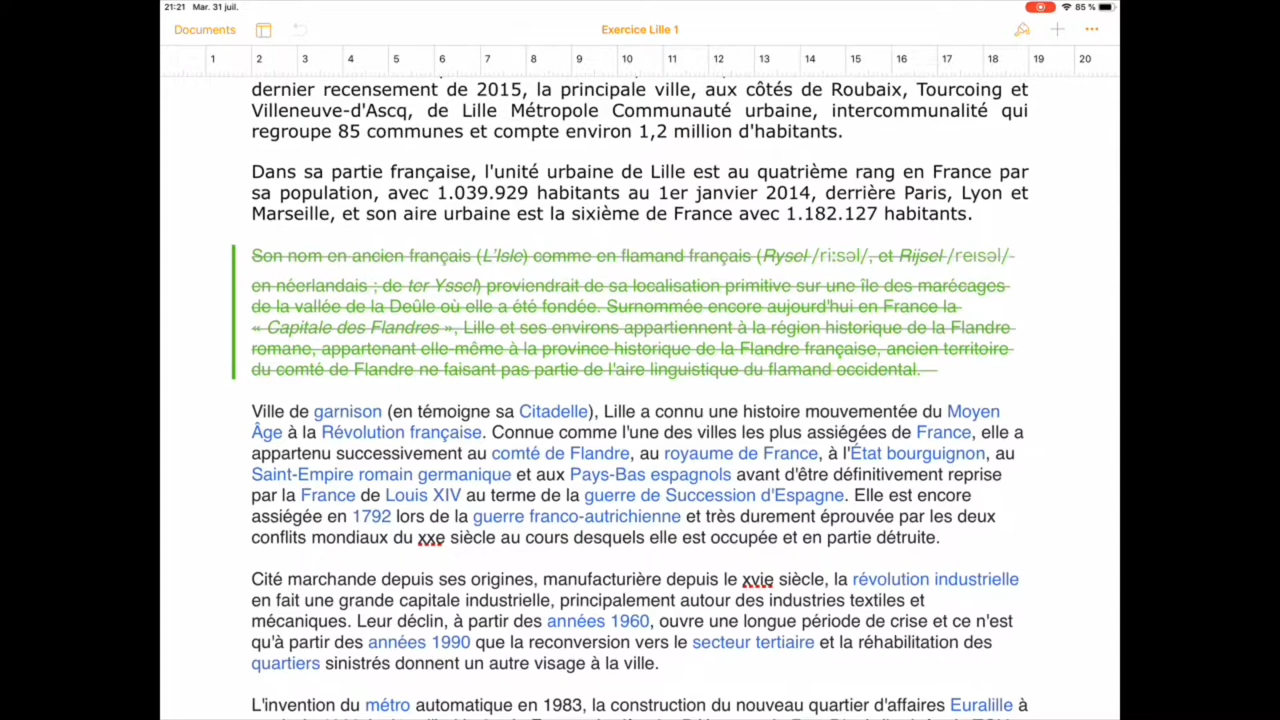 21:21 Mar. 31 juil. 85 %
Documents Exercice Lille 1
1 2 3 4 5 6 7 8 9 10 11 12 13 14 15 16 17 18 19 20
dernier recensement de 2015, la principale ville, aux côtés de Roubaix, Tourcoing et
Villeneuve-d'Ascq, de Lille Métropole Communauté urbaine, intercommunalité qui
regroupe 85 communes et compte environ 1,2 million d'habitants.
Dans sa partie française, l'unité urbaine de Lille est au quatrième rang en France par
sa population, avec 1.039.929 habitants au 1er janvier 2014, derrière Paris, Lyon et
Marseille, et son aire urbaine est la sixième de France avec 1.182.127 habitants.
Son nom en ancien français (L'Isle) comme en flamand français (Rysel /riːsəl/, et Rijsel /reɪsəl/
en néerlandais ; de ter Yssel) proviendrait de sa localisation primitive sur une île des marécages
de la vallée de la Deûle où elle a été fondée. Surnommée encore aujourd'hui en France la
« Capitale des Flandres », Lille et ses environs appartiennent à la région historique de la Flandre
romane, appartenant elle-même à la province historique de la Flandre française, ancien territoire
du comté de Flandre ne faisant pas partie de l'aire linguistique du flamand occidental.
Ville de garnison (en témoigne sa Citadelle), Lille a connu une histoire mouvementée du Moyen
Âge à la Révolution française. Connue comme l'une des villes les plus assiégées de France, elle a
appartenu successivement au comté de Flandre, au royaume de France, à l'État bourguignon, au
Saint-Empire romain germanique et aux Pays-Bas espagnols avant d'être définitivement reprise
par la France de Louis XIV au terme de la guerre de Succession d'Espagne. Elle est encore
assiégée en 1792 lors de la guerre franco-autrichienne et très durement éprouvée par les deux
conflits mondiaux du xxe siècle au cours desquels elle est occupée et en partie détruite.
Cité marchande depuis ses origines, manufacturière depuis le xvie siècle, la révolution industrielle
en fait une grande capitale industrielle, principalement autour des industries textiles et
mécaniques. Leur déclin, à partir des années 1960, ouvre une longue période de crise et ce n'est
qu'à partir des années 1990 que la reconversion vers le secteur tertiaire et la réhabilitation des
quartiers sinistrés donnent un autre visage à la ville.
L'invention du métro automatique en 1983, la construction du nouveau quartier d'affaires Euralille à